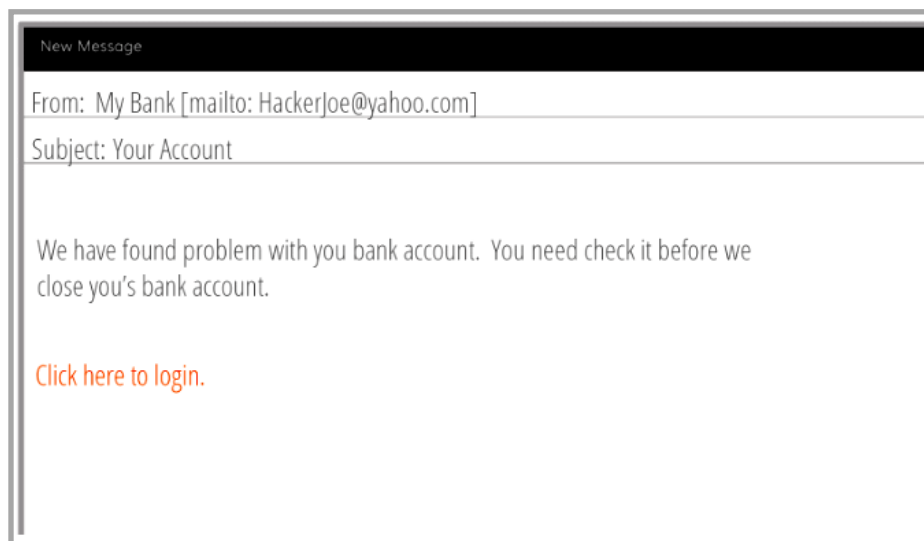 New Message
From: My Bank [mailto: HackerJoe@yahoo.com]
Subject: Your Account
We have found problem with you bank account. You need check it before we
close you's bank account.
Click here to login.